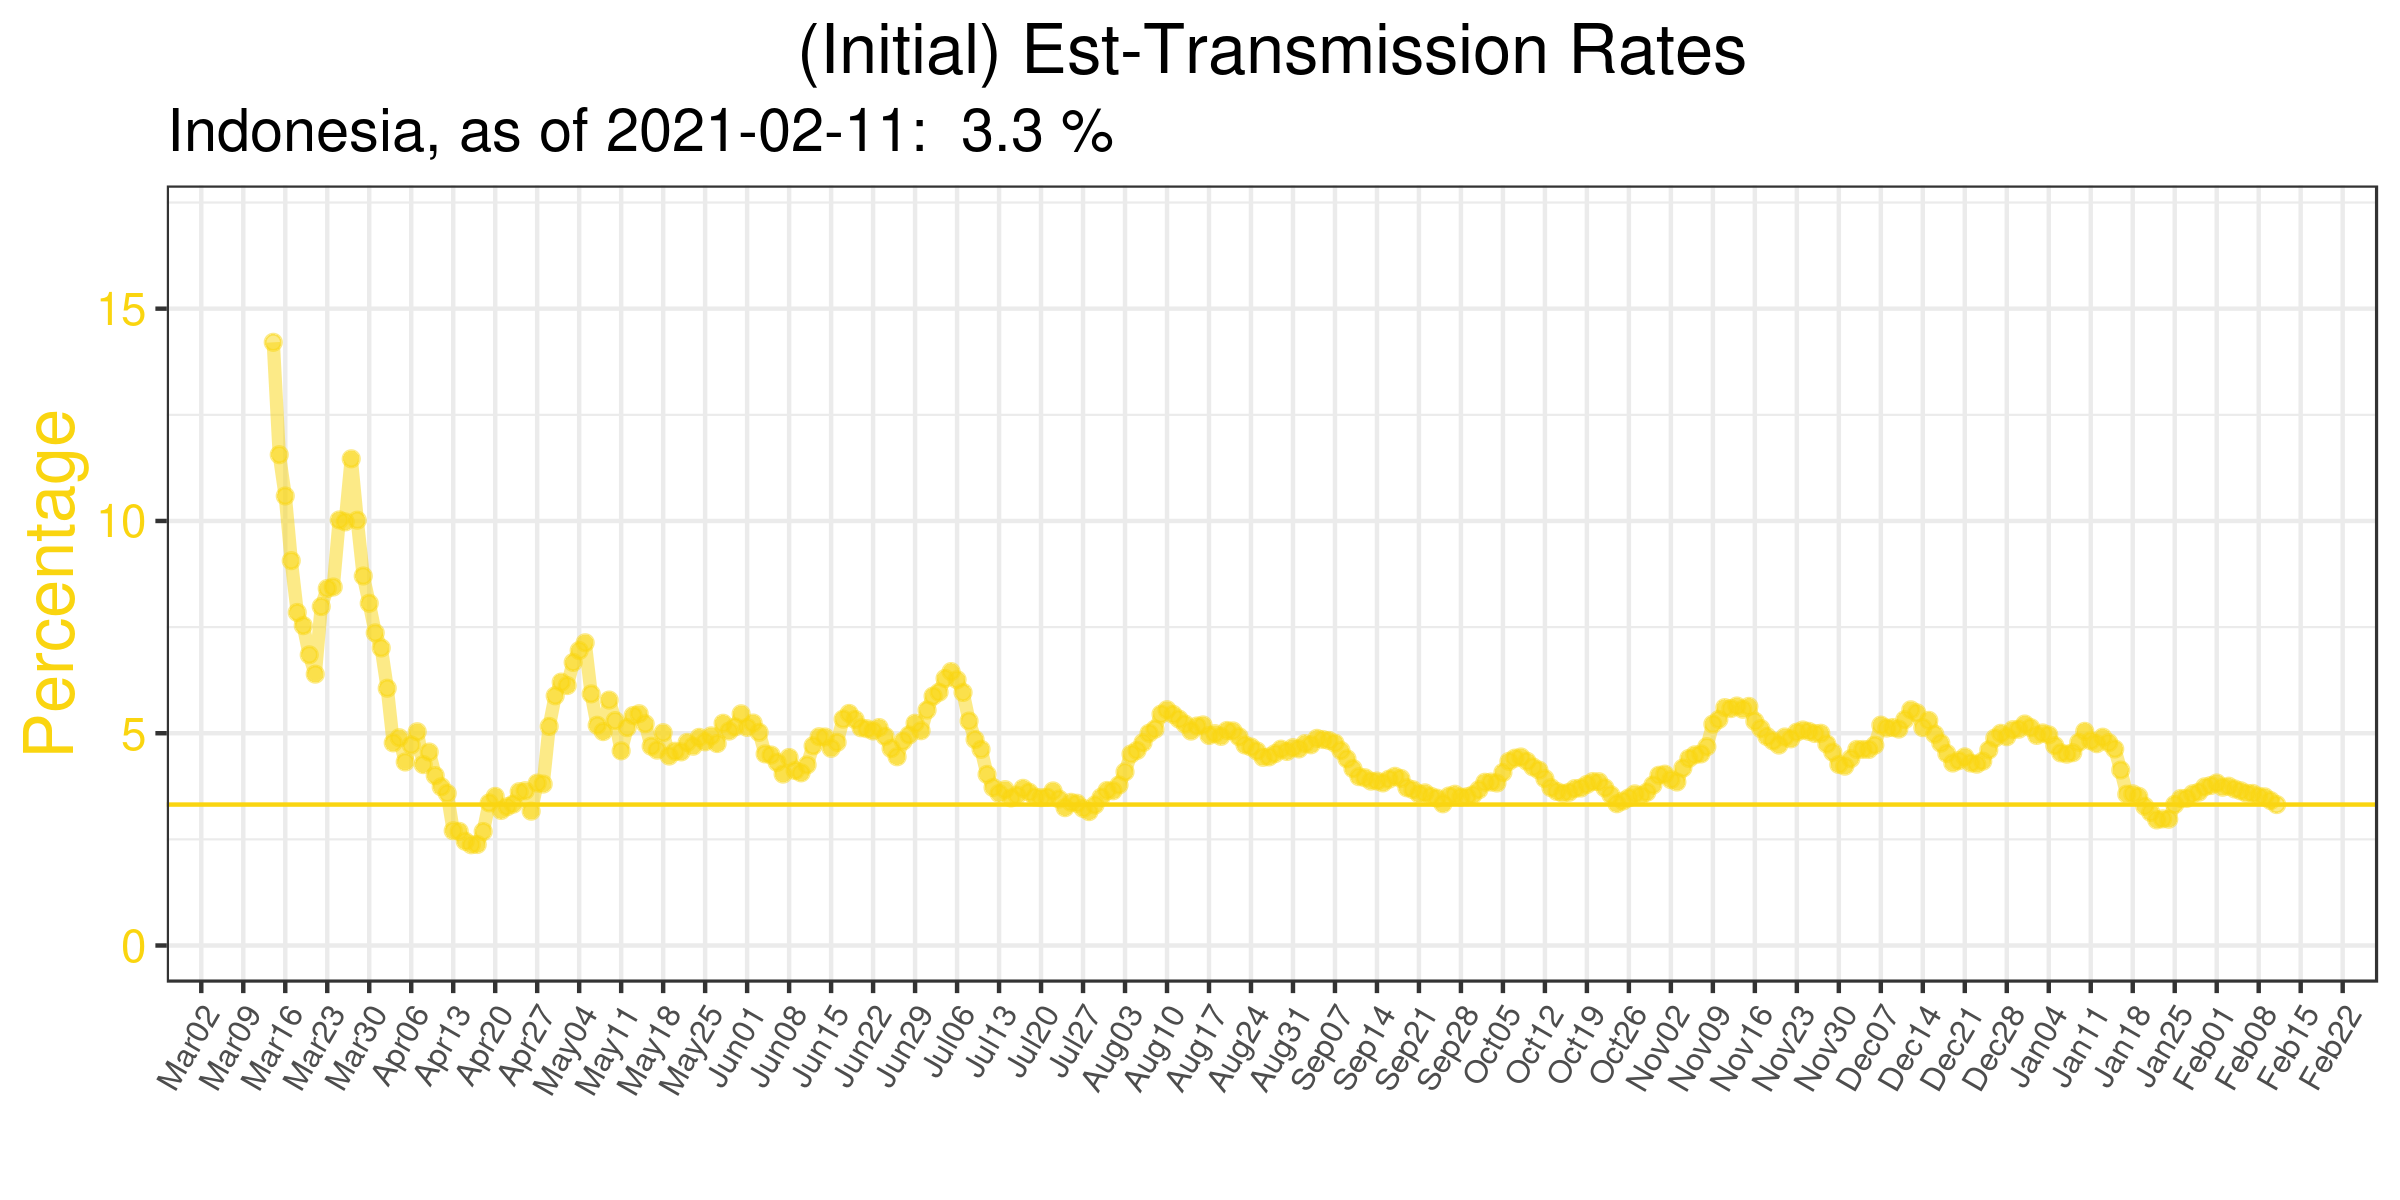 (Initial) Est-Transmission Rates
Indonesia, as of 2021-02-11:  3.3 %
Percentage
15
10
5
0
Mar02
Mar09
Mar16
Mar23
Mar30
Apr06
Apr13
Apr20
Apr27
May04
May11
May18
May25
Jun01
Jun08
Jun15
Jun22
Jun29
Jul06
Jul13
Jul20
Jul27
Aug03
Aug10
Aug17
Aug24
Aug31
Sep07
Sep14
Sep21
Sep28
Oct05
Oct12
Oct19
Oct26
Nov02
Nov09
Nov16
Nov23
Nov30
Dec07
Dec14
Dec21
Dec28
Jan04
Jan11
Jan18
Jan25
Feb01
Feb08
Feb15
Feb22